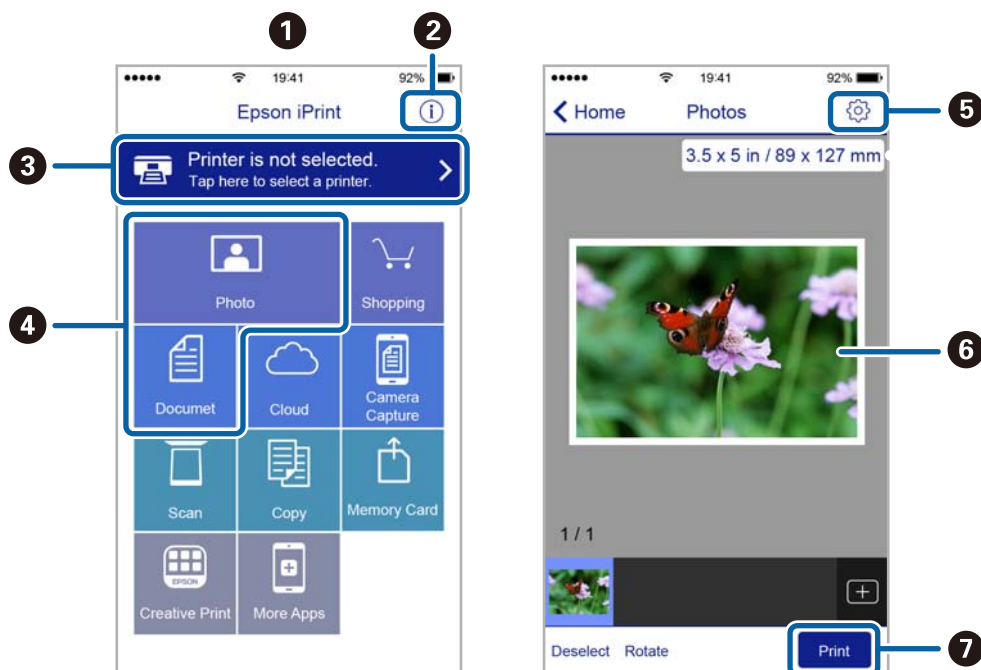 1
2
19:41
92%
Epson iPrint
i
3
Printer is not selected.
Tap here to select a printer.
4
Photo
Shopping
Documet
Cloud
Camera
Capture
Scan
Copy
Memory Card
EPSON
Creative Print
More Apps
19:41
92%
Home
Photos
5
3.5 x 5 in / 89 x 127 mm
6
1 / 1
Deselect
Rotate
Print
7